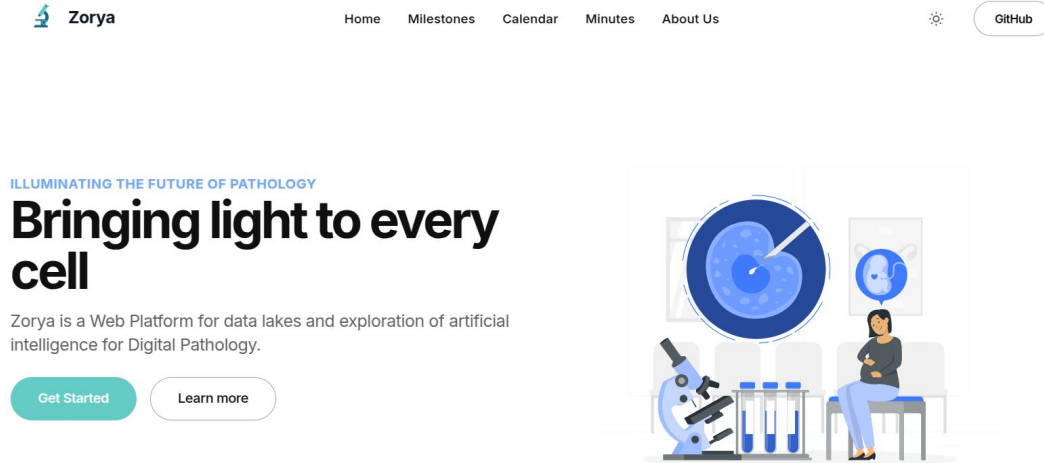 Zorya
Home Milestones Calendar Minutes About Us
GitHub
ILLUMINATING THE FUTURE OF PATHOLOGY
Bringing light to every
cell
Zorya is a Web Platform for data lakes and exploration of artificial
intelligence for Digital Pathology.
Get Started Learn more